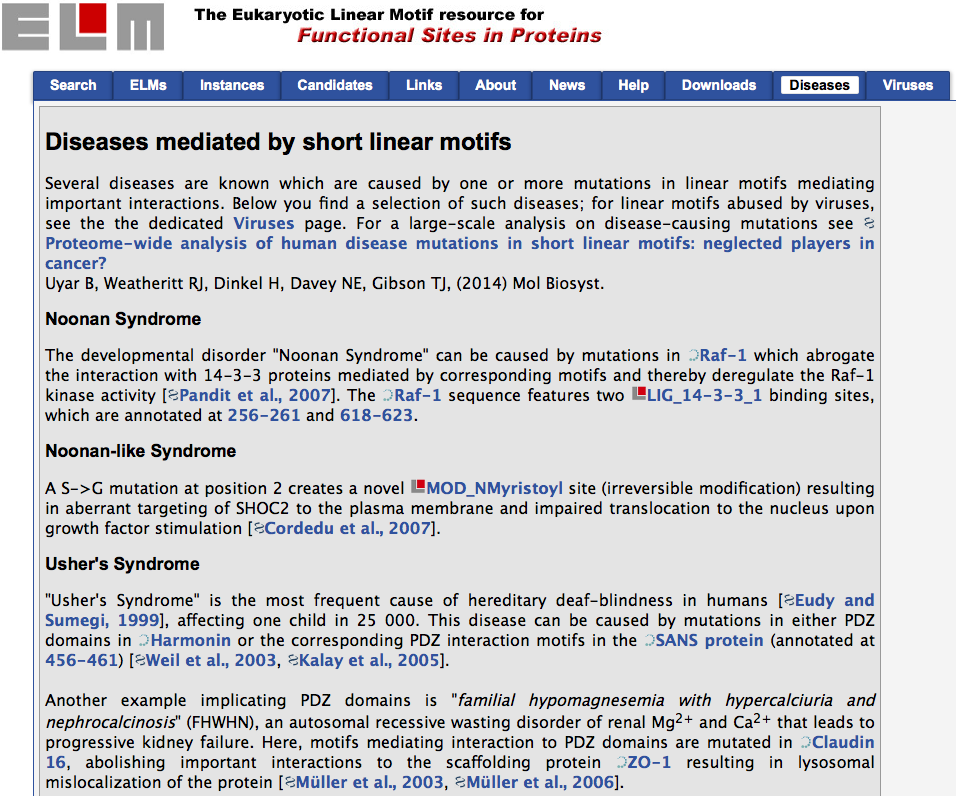 ELM
The Eukaryotic Linear Motif resource for
Functional Sites in Proteins
Search ELMs Instances Candidates Links About News Help Downloads Diseases Viruses
Diseases mediated by short linear motifs
Several diseases are known which are caused by one or more mutations in linear motifs mediating
important interactions. Below you find a selection of such diseases; for linear motifs abused by viruses,
see the the dedicated Viruses page. For a large-scale analysis on disease-causing mutations see
Proteome-wide analysis of human disease mutations in short linear motifs: neglected players in
cancer?
Uyar B, Weatheritt RJ, Dinkel H, Davey NE, Gibson TJ, (2014) Mol Biosyst.
Noonan Syndrome
The developmental disorder "Noonan Syndrome" can be caused by mutations in Raf-1 which abrogate
the interaction with 14-3-3 proteins mediated by corresponding motifs and thereby deregulate the Raf-1
kinase activity [Pandit et al., 2007]. The Raf-1 sequence features two LIG_14-3-3_1 binding sites,
which are annotated at 256-261 and 618-623.
Noonan-like Syndrome
A S->G mutation at position 2 creates a novel MOD_NMyristoyl site (irreversible modification) resulting
in aberrant targeting of SHOC2 to the plasma membrane and impaired translocation to the nucleus upon
growth factor stimulation [Cordedu et al., 2007].
Usher's Syndrome
"Usher's Syndrome" is the most frequent cause of hereditary deaf-blindness in humans [Eudy and
Sumegi, 1999], affecting one child in 25 000. This disease can be caused by mutations in either PDZ
domains in Harmonin or the corresponding PDZ interaction motifs in the SANS protein (annotated at
456-461) [Weil et al., 2003, Kalay et al., 2005].
Another example implicating PDZ domains is "familial hypomagnesemia with hypercalciuria and
nephrocalcinosis" (FHWHN), an autosomal recessive wasting disorder of renal Mg2+ and Ca2+ that leads to
progressive kidney failure. Here, motifs mediating interaction to PDZ domains are mutated in Claudin
16, abolishing important interactions to the scaffolding protein ZO-1 resulting in lysosomal
mislocalization of the protein [Müller et al., 2003, Müller et al., 2006].